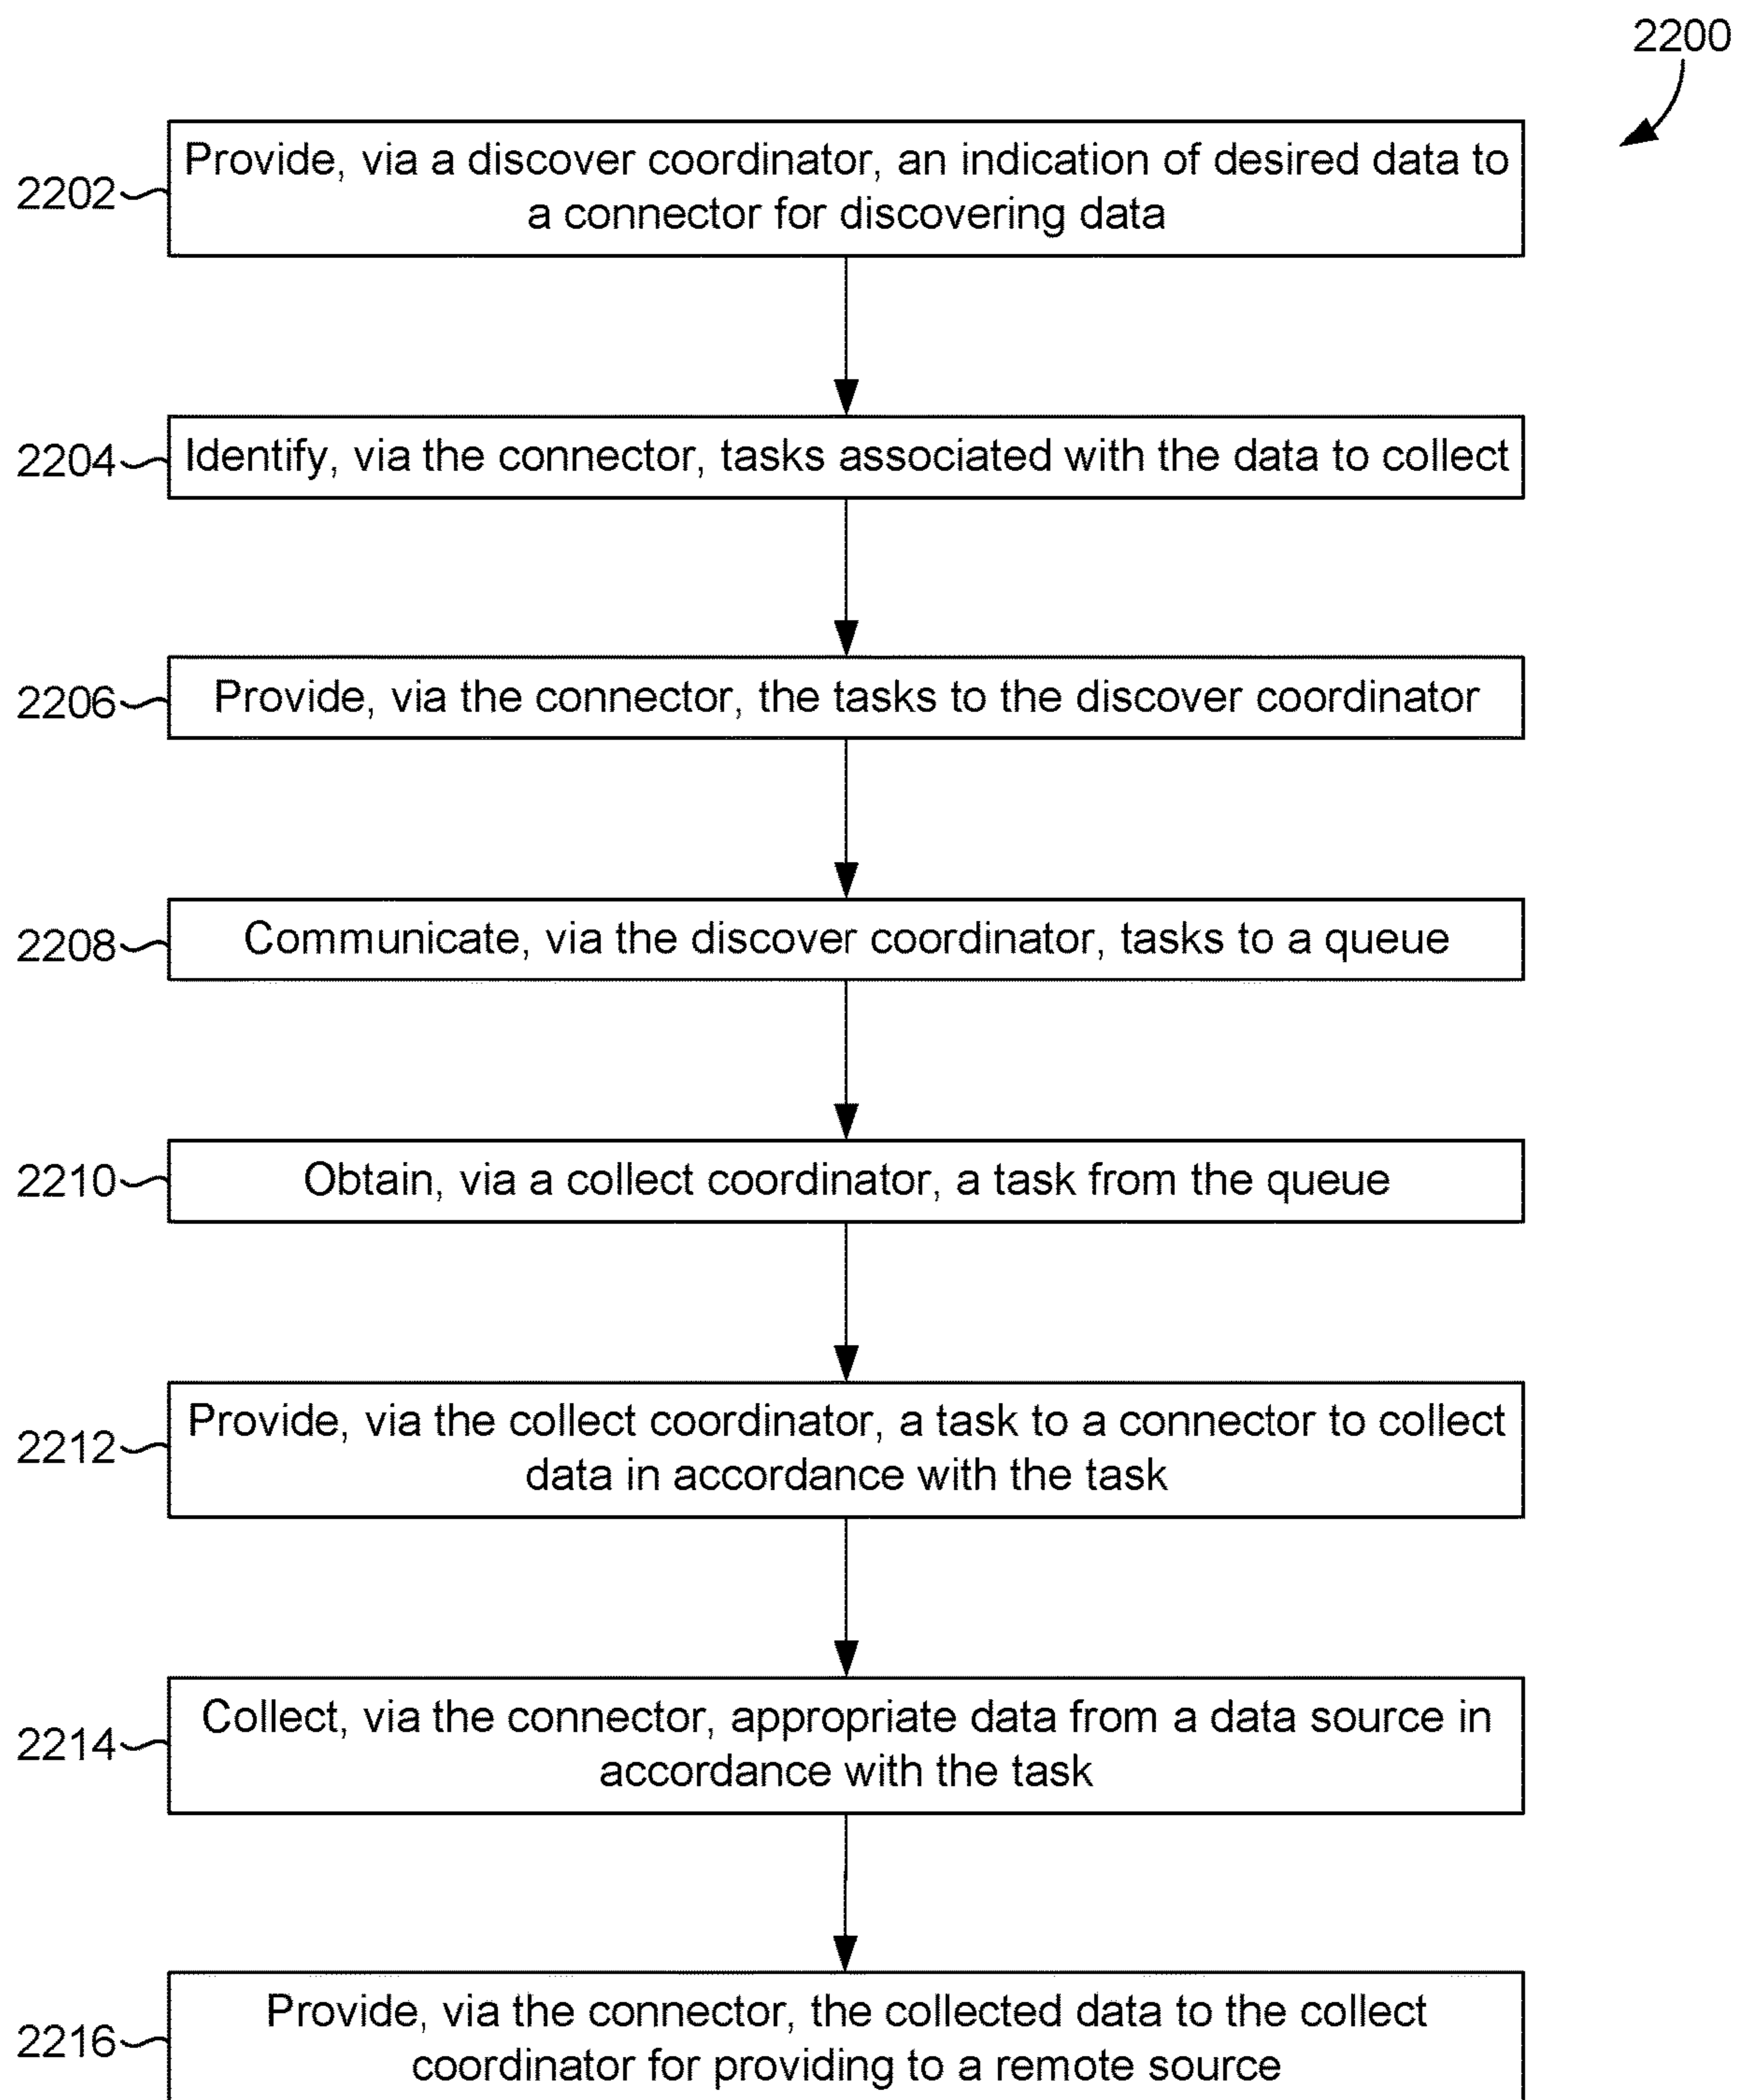 2200
2202
Provide, via a discover coordinator, an indication of desired data to
a connector for discovering data
2204
Identify, via the connector, tasks associated with the data to collect
2206
Provide, via the connector, the tasks to the discover coordinator
2208
Communicate, via the discover coordinator, tasks to a queue
2210
Obtain, via a collect coordinator, a task from the queue
2212
Provide, via the collect coordinator, a task to a connector to collect
data in accordance with the task
2214
Collect, via the connector, appropriate data from a data source in
accordance with the task
2216
Provide, via the connector, the collected data to the collect
coordinator for providing to a remote source